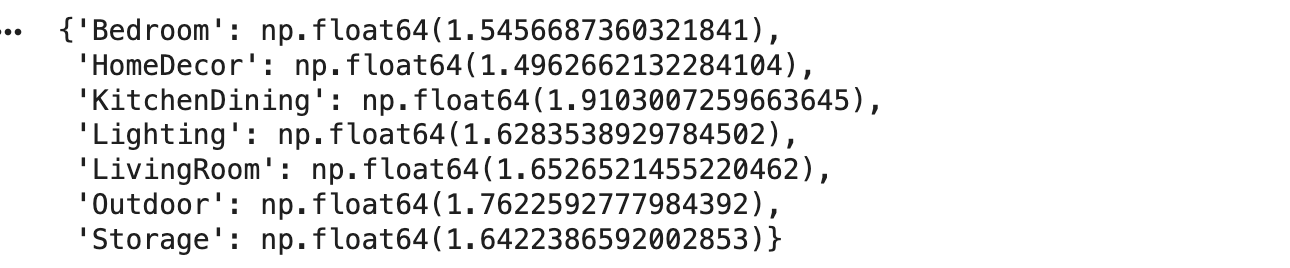 {'Bedroom': np.float64(1.5456687360321841),
'HomeDecor': np.float64(1.4962662132284104),
'KitchenDining': np.float64(1.9103007259663645),
'Lighting': np.float64(1.6283538929784502),
'LivingRoom': np.float64(1.6526521455220462),
'Outdoor': np.float64(1.7622592777984392),
'Storage': np.float64(1.6422386592002853)}